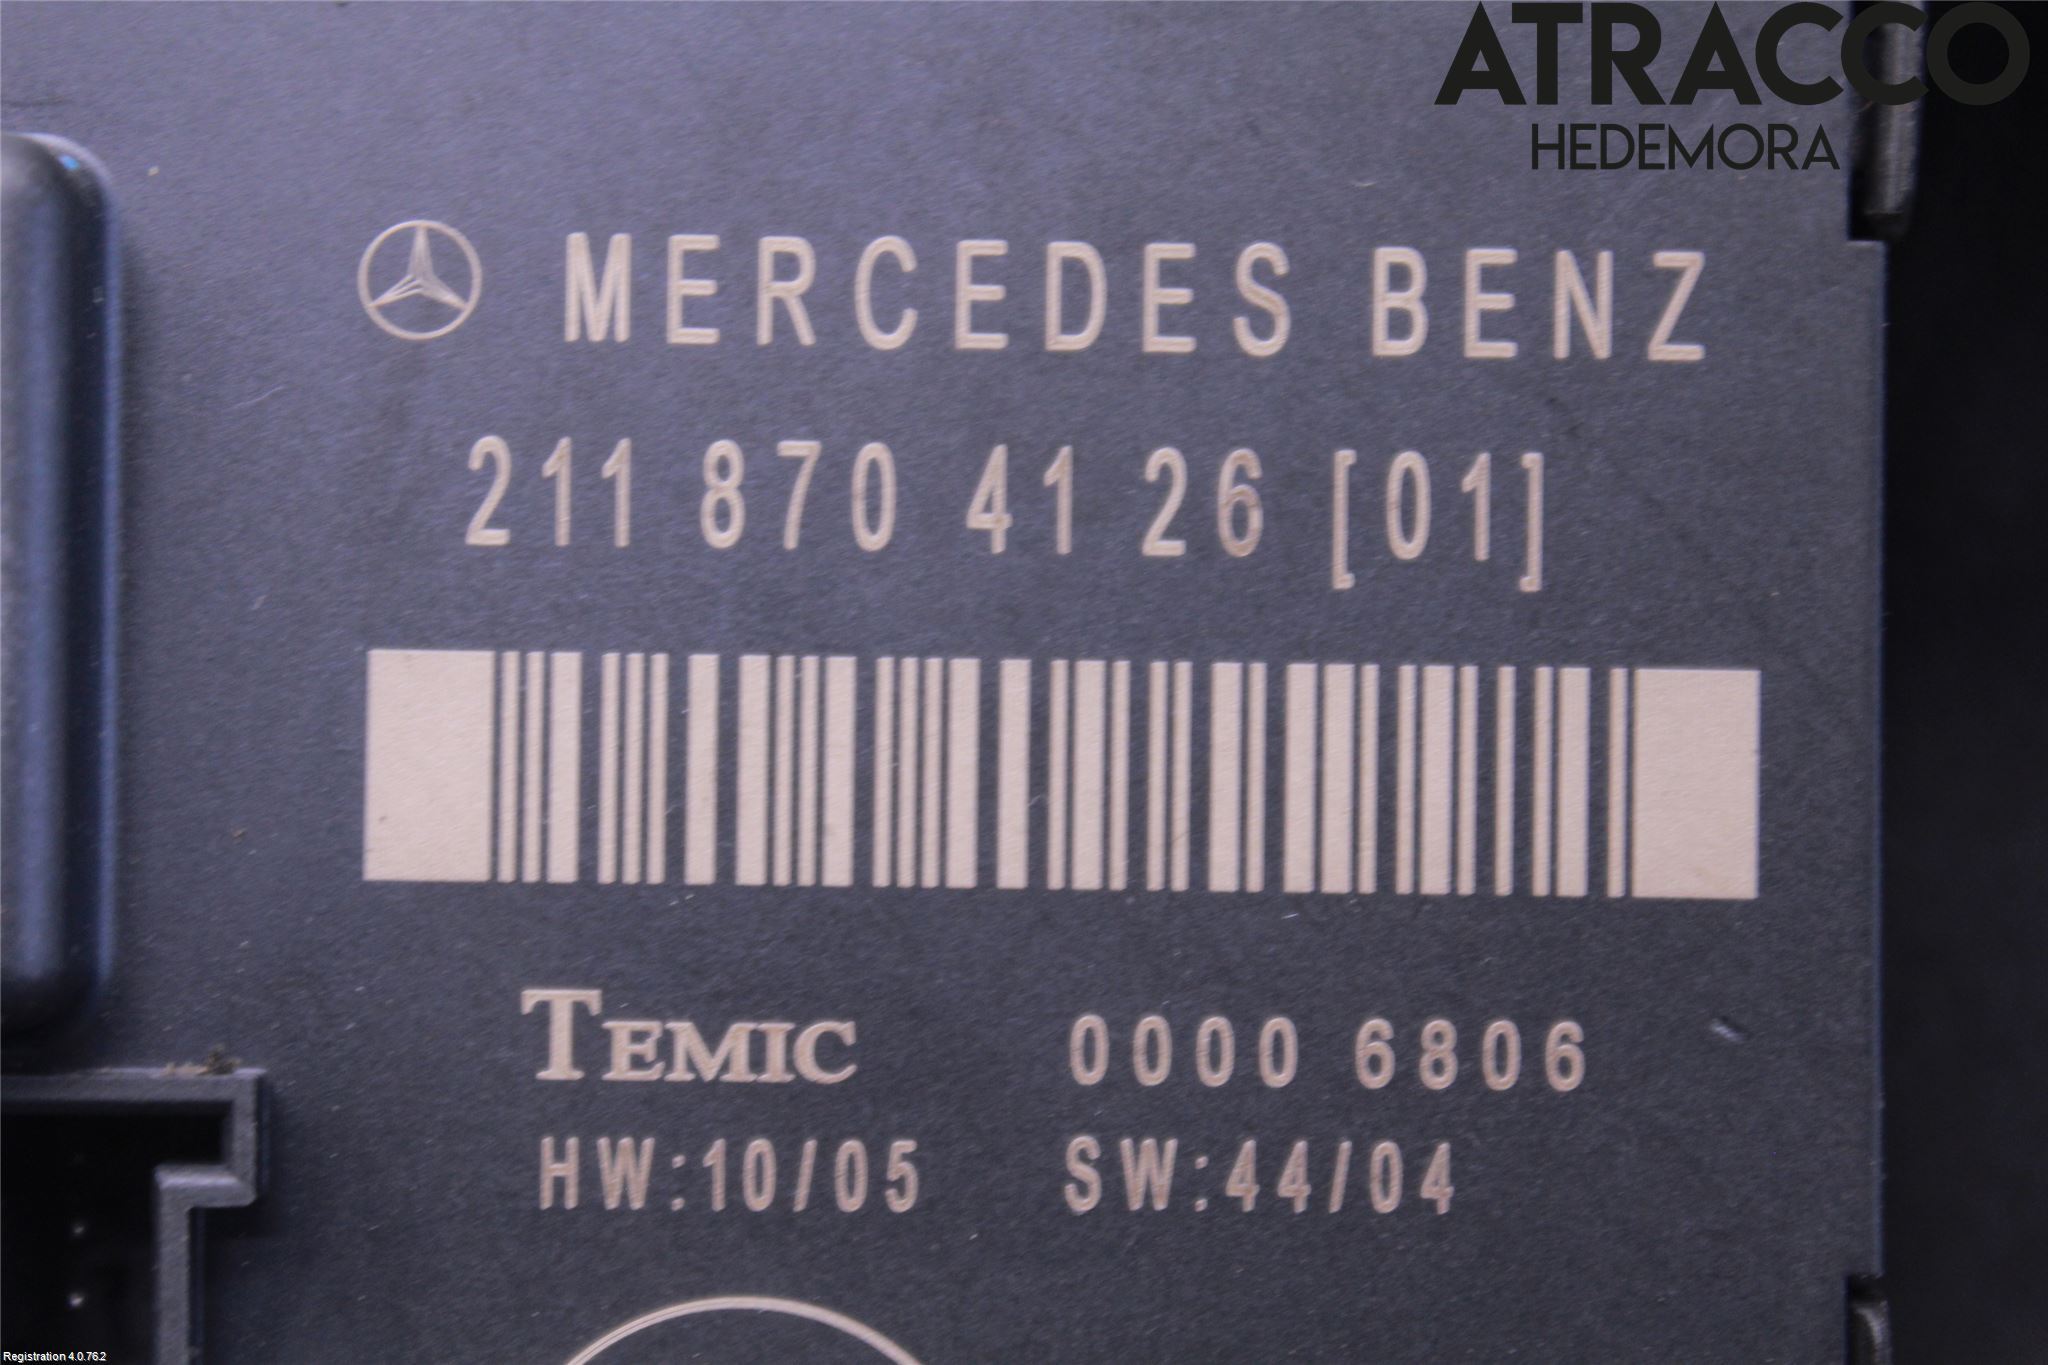 ATRACCO
HEDEMORA
MERCEDES BENZ
211 870 41 26 [01]
TEMIC 0000 6806
HW:10/05 SW:44/04
Registration 4.0.76.2